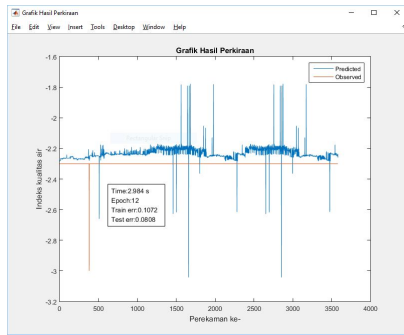 Grafik Hasil Perkiraan
File Edit View Insert Tools Desktop Window Help
Grafik Hasil Perkiraan
Predicted
Observed
Indeks kualitas air
-1.6
-1.8
-2
-2.2
-2.4
-2.6
-2.8
-3
-3.2
Time:2.984 s
Epoch:12
Train err:0.1072
Test err:0.0808
0 500 1000 1500 2000 2500 3000 3500 4000
Perekaman ke-